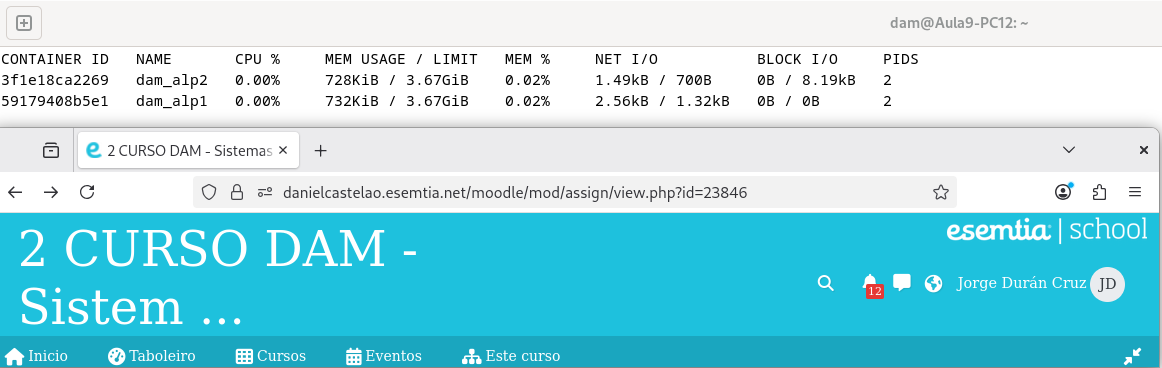 dam@Aula9-PC12: ~
CONTAINER ID NAME CPU % MEM USAGE / LIMIT MEM % NET I/O BLOCK I/O PIDS
3f1e18ca2269 dam_alp2 0.00% 728KiB / 3.67GiB 0.02% 1.49kB / 700B 0B / 8.19kB 2
59179408b5e1 dam_alp1 0.00% 732KiB / 3.67GiB 0.02% 2.56kB / 1.32kB 0B / 0B 2
2 CURSO DAM - Sistemas
danielcastelao.esemtia.net/moodle/mod/assign/view.php?id=23846
esemtia | school
2 CURSO DAM -
Sistem ...
12 Jorge Durán Cruz JD
Inicio Taboleiro Cursos Eventos Este curso